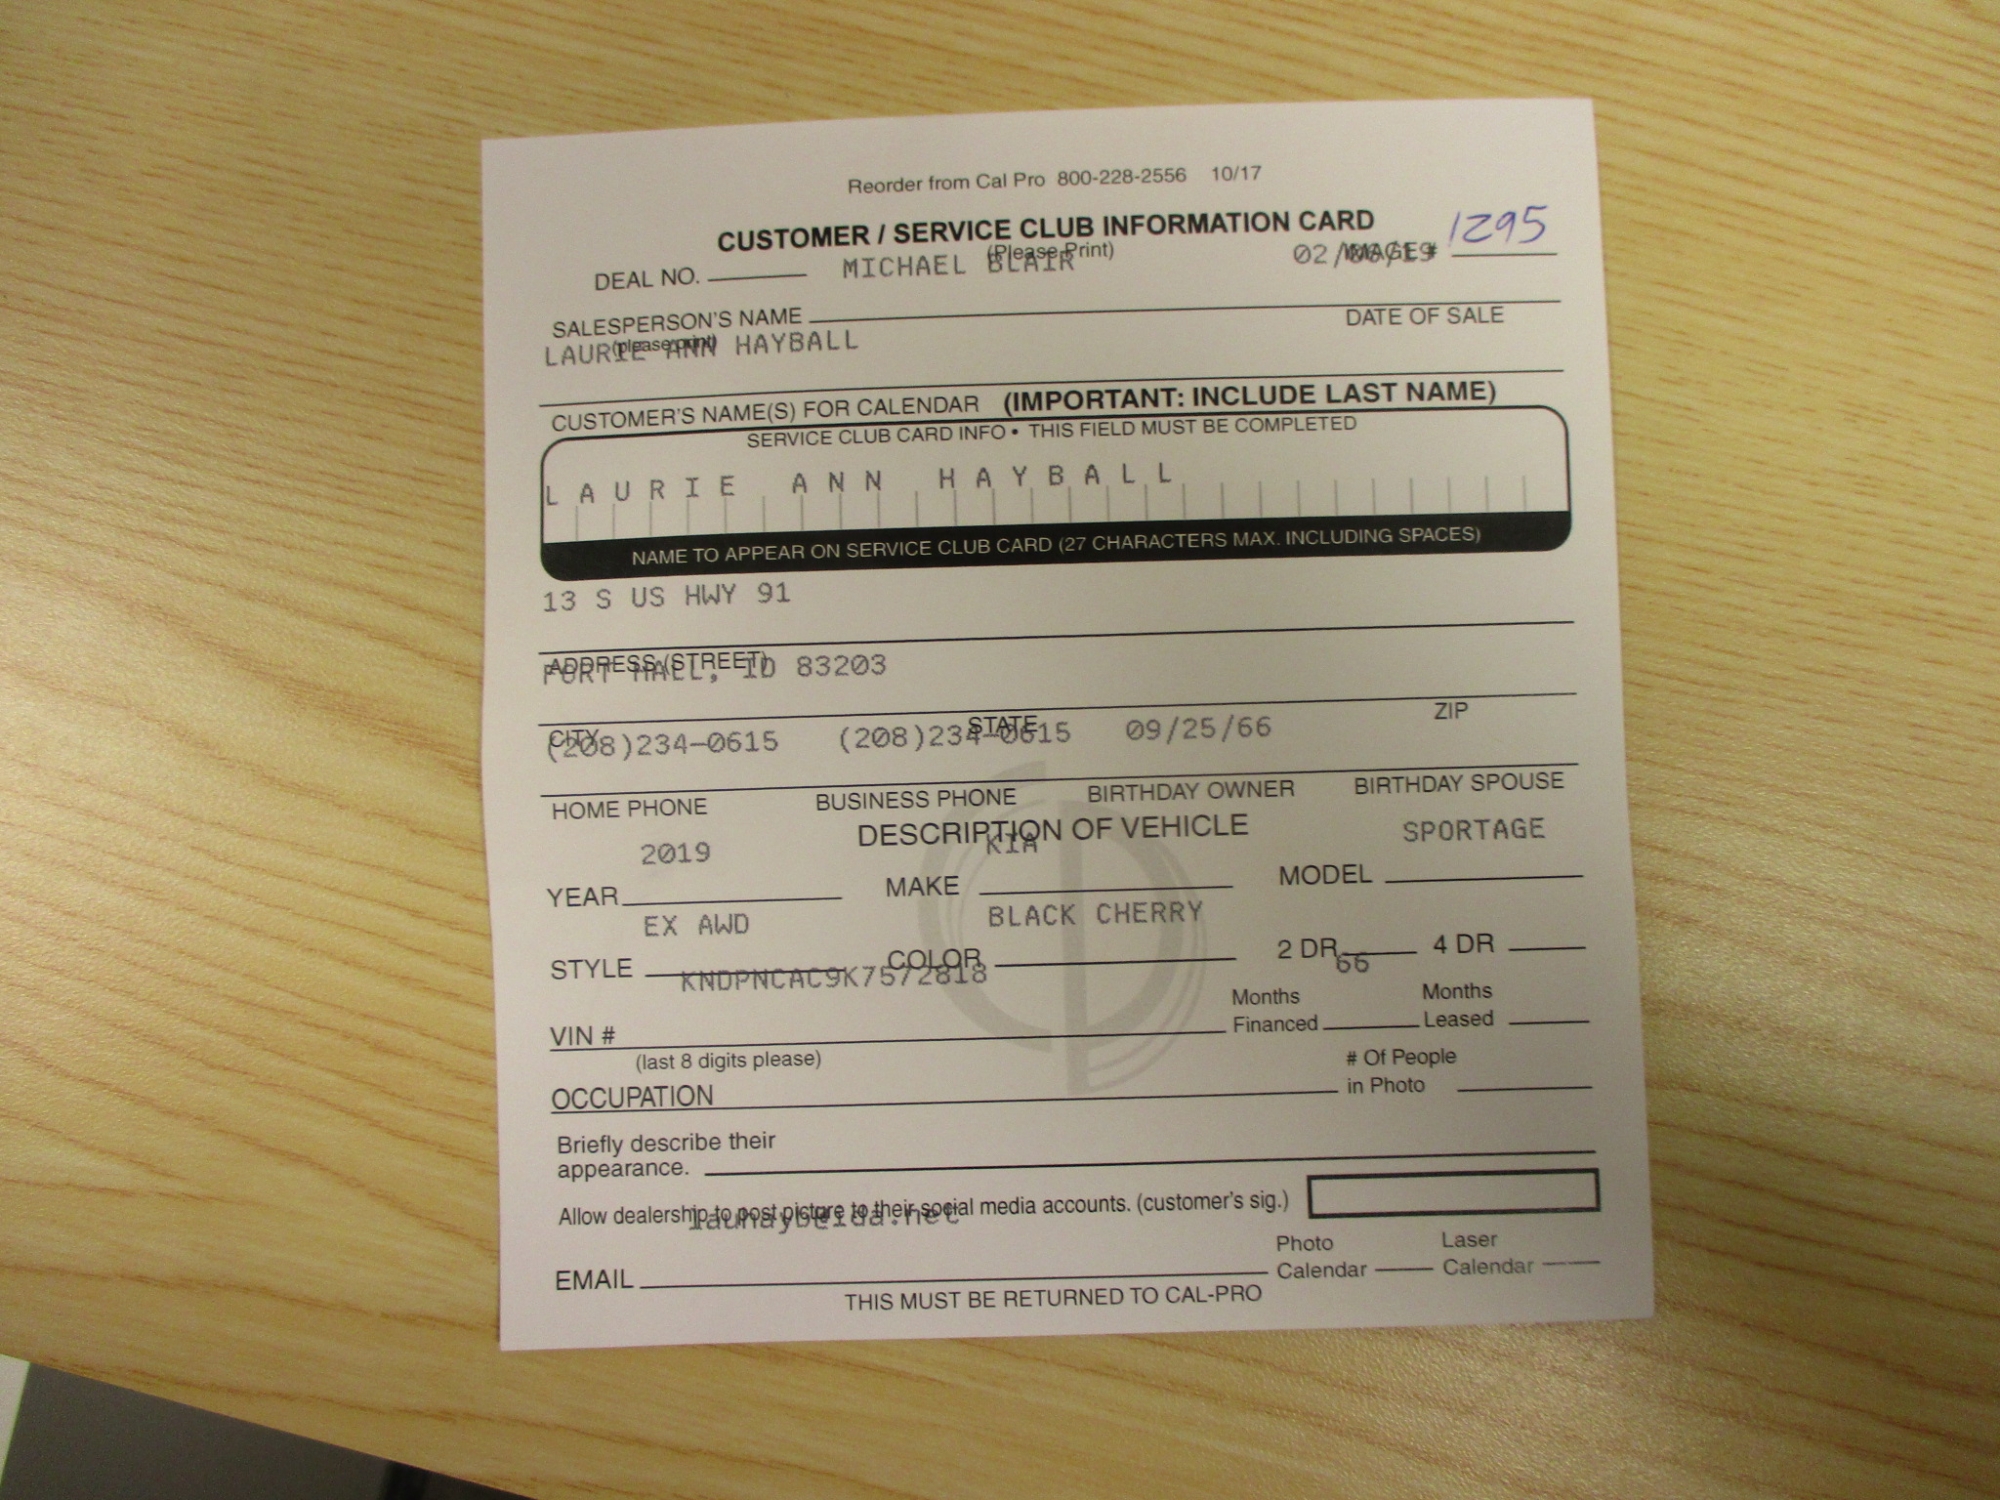 Reorder from Cal Pro 800-228-2556 10/17
CUSTOMER / SERVICE CLUB INFORMATION CARD
(Please Print)
1295
DEAL NO. MICHAEL BLAIR IMAGE #
SALESPERSON'S NAME DATE OF SALE
(please print)
LAURIE ANN HAYBALL
CUSTOMER'S NAME(S) FOR CALENDAR (IMPORTANT: INCLUDE LAST NAME)
SERVICE CLUB CARD INFO • THIS FIELD MUST BE COMPLETED
LAURIE ANN HAYBALL
NAME TO APPEAR ON SERVICE CLUB CARD (27 CHARACTERS MAX. INCLUDING SPACES)
13 S US HWY 91
ADDRESS (STREET)
FORT HALL, ID 83203
CITY STATE ZIP
(208)234-0615 (208)234-0615 09/25/66
HOME PHONE BUSINESS PHONE BIRTHDAY OWNER BIRTHDAY SPOUSE
DESCRIPTION OF VEHICLE
2019 KIA SPORTAGE
YEAR MAKE MODEL
EX AWD BLACK CHERRY
STYLE COLOR 2 DR 4 DR
KNDPNCAC9K7572818 66
VIN # Months Financed Months Leased
(last 8 digits please)
OCCUPATION # Of People in Photo
Briefly describe their
appearance.
Allow dealership to post picture to their social media accounts. (customer's sig.)
EMAIL Photo Calendar Laser Calendar
THIS MUST BE RETURNED TO CAL-PRO